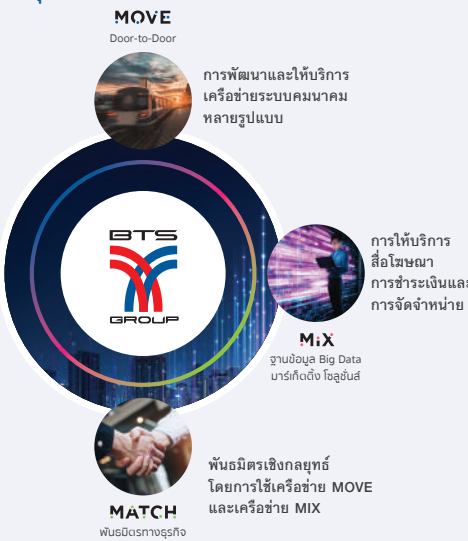 MOVE
Door-to-Door
การพัฒนาและให้บริการ
เครือข่ายระบบคมนาคม
หลายรูปแบบ
BTS
GROUP
การให้บริการ
สื่อโฆษณา
การชำระเงินและ
การจัดจำหน่าย
MIX
ฐานข้อมูล Big Data
มาร์เก็ตติ้ง โซลูชั่นส์
พันธมิตรเชิงกลยุทธ์
โดยการใช้เครือข่าย MOVE
และเครือข่าย MIX
MATCH
พันธมิตรทางธุรกิจ